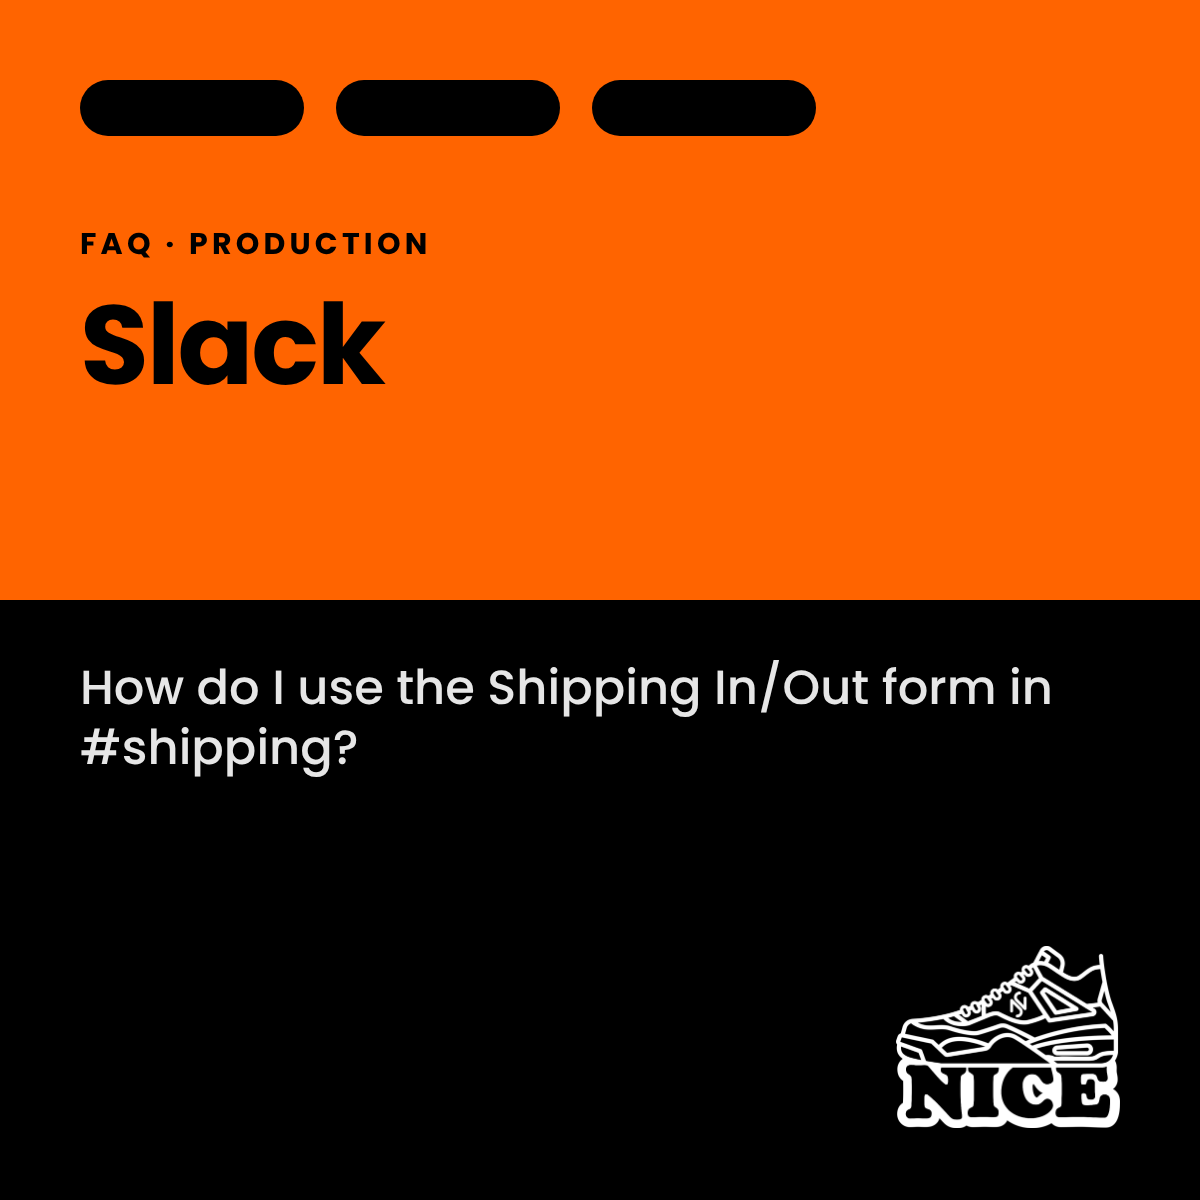 FAQ · PRODUCTION
Slack
How do I use the Shipping In/Out form in
#shipping?
NICE